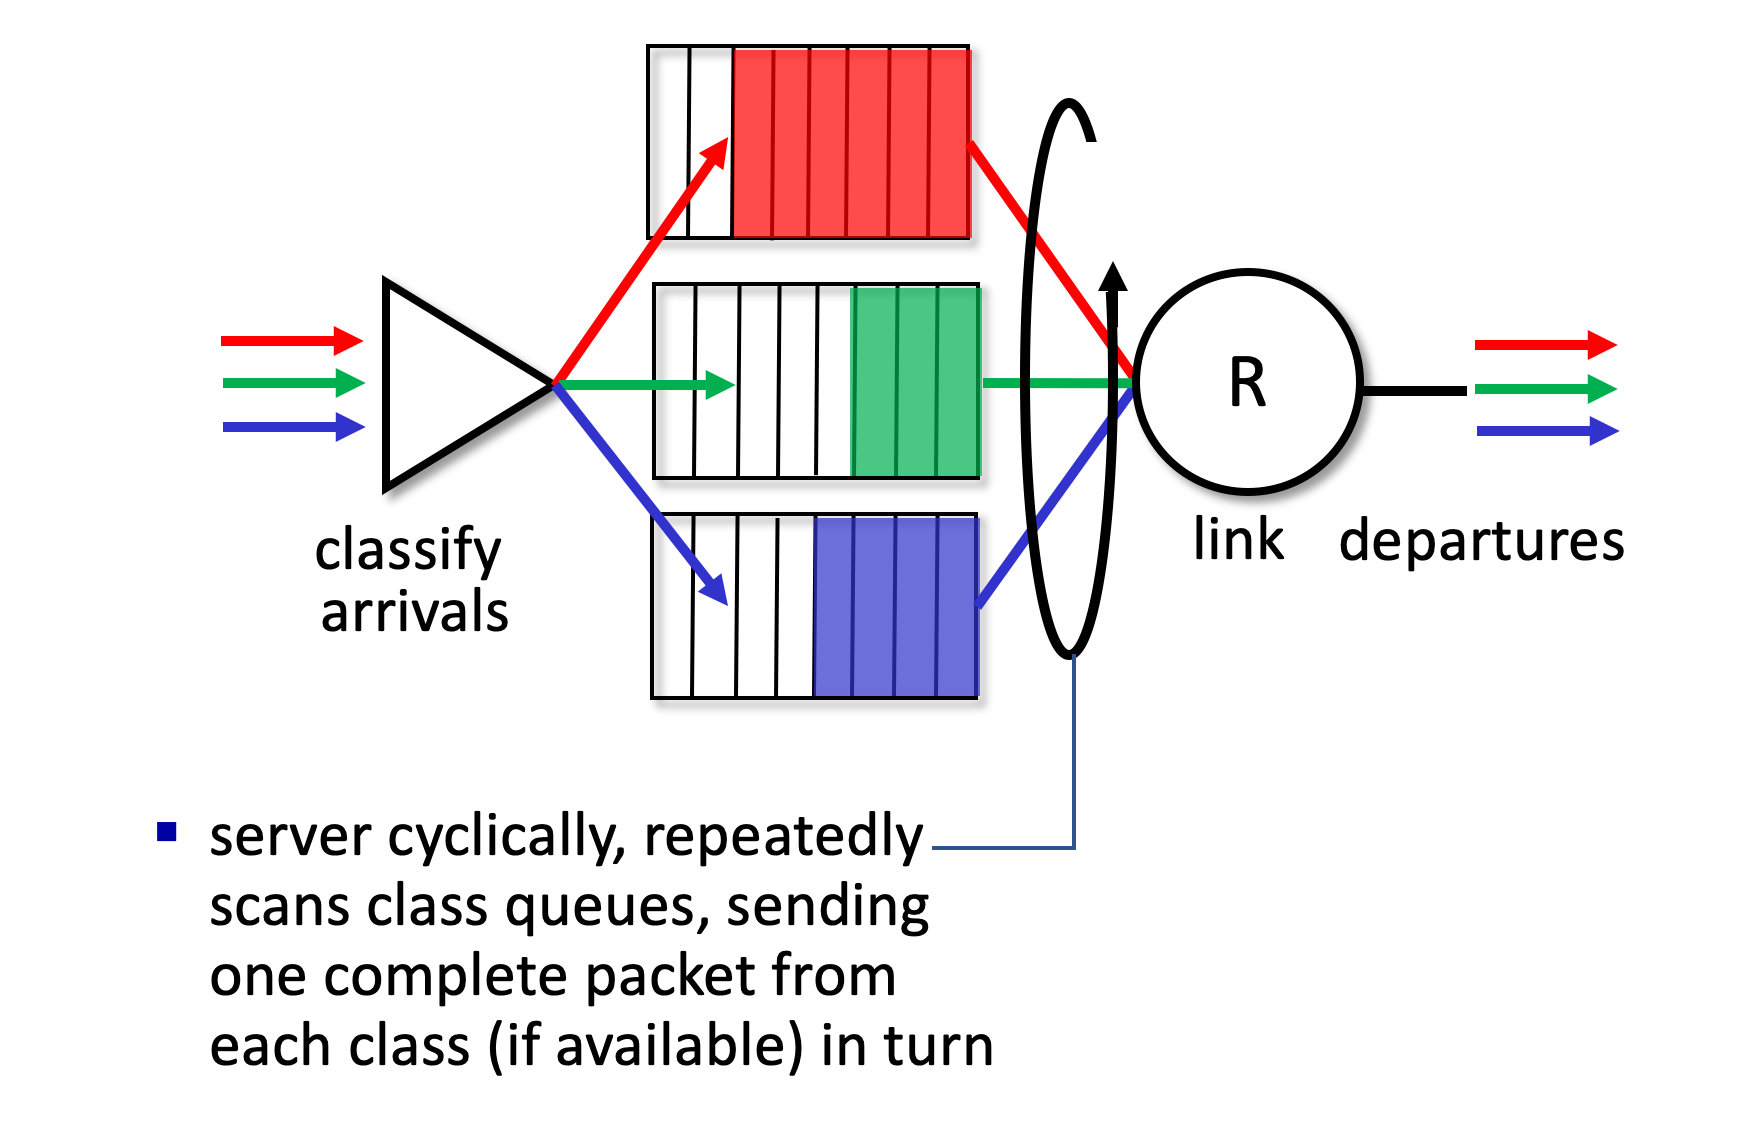 R
classify
arrivals
link
departures
▪ server cyclically, repeatedly
scans class queues, sending
one complete packet from
each class (if available) in turn